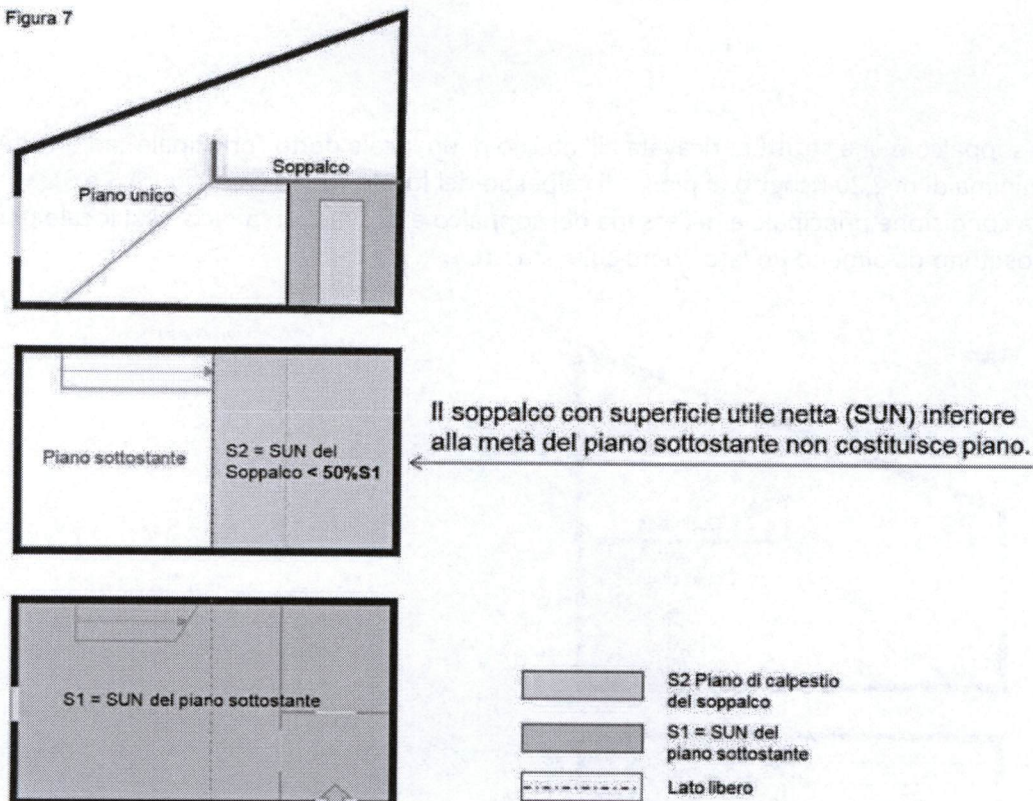 Figura 7
Soppalco
Piano unico
Il soppalco con superficie utile netta (SUN) inferiore
alla metà del piano sottostante non costituisce piano.
Piano sottostante
S2 = SUN del
Soppalco < 50%S1
S1 = SUN del piano sottostante
S2 Piano di calpestio
del soppalco
S1 = SUN del
piano sottostante
Lato libero